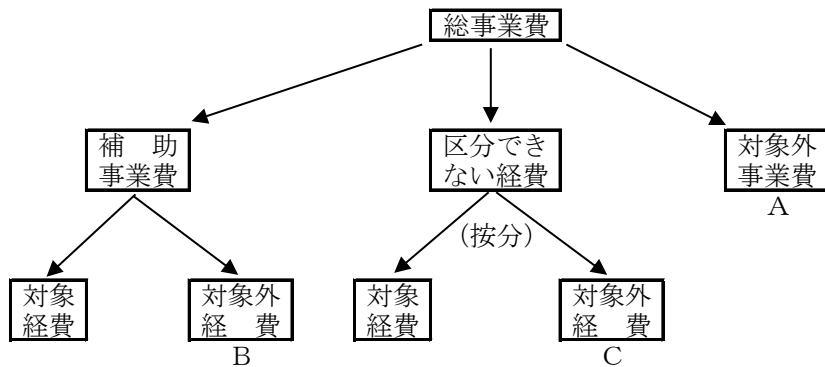 総事業費
補　助
事業費
区分でき
ない経費
対象外
事業費
A
（按分）
対象
経費
対象外
経　費
B
対象
経費
対象外
経　費
C